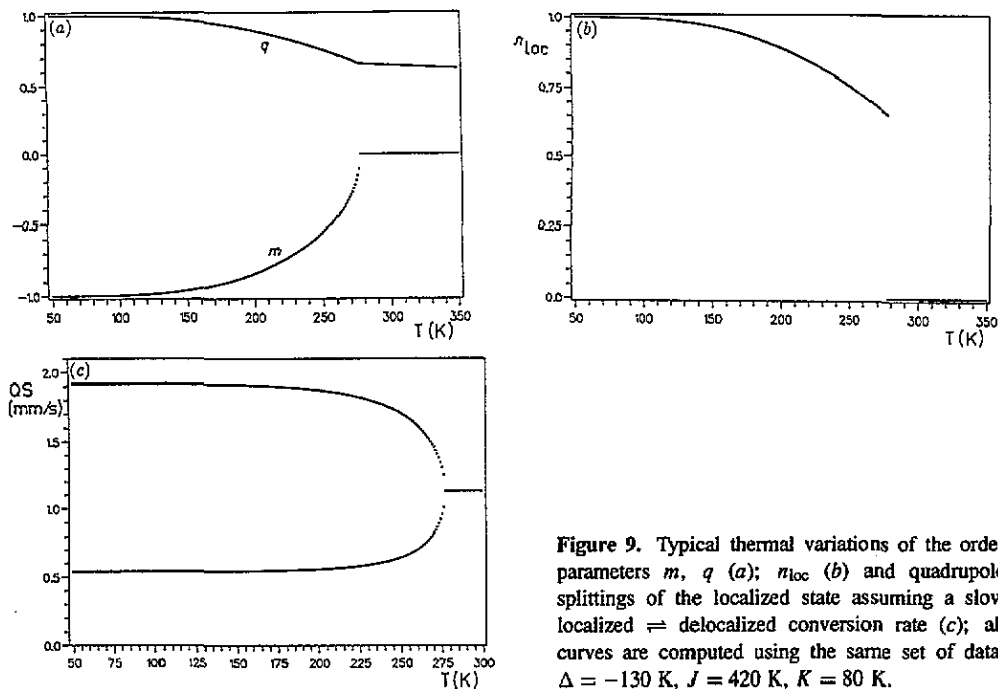 (a)
1.0
0.5
0.0
-0.5
-1.0
q
m
50 100 150 200 250 300 350
T(K)
(b)
n_loc
1.0
0.75
0.5
0.25
0.0
50 100 150 200 250 300 350
T(K)
(c)
QS
(mm/s)
2.0
1.5
1.0
0.5
0.0
50 75 100 125 150 175 200 225 250 275 300
T(K)
Figure 9. Typical thermal variations of the orde
parameters m, q (a); n_loc (b) and quadrupole
splittings of the localized state assuming a slow
localized ⇌ delocalized conversion rate (c); al
curves are computed using the same set of data
Δ = −130 K, J = 420 K, K = 80 K.